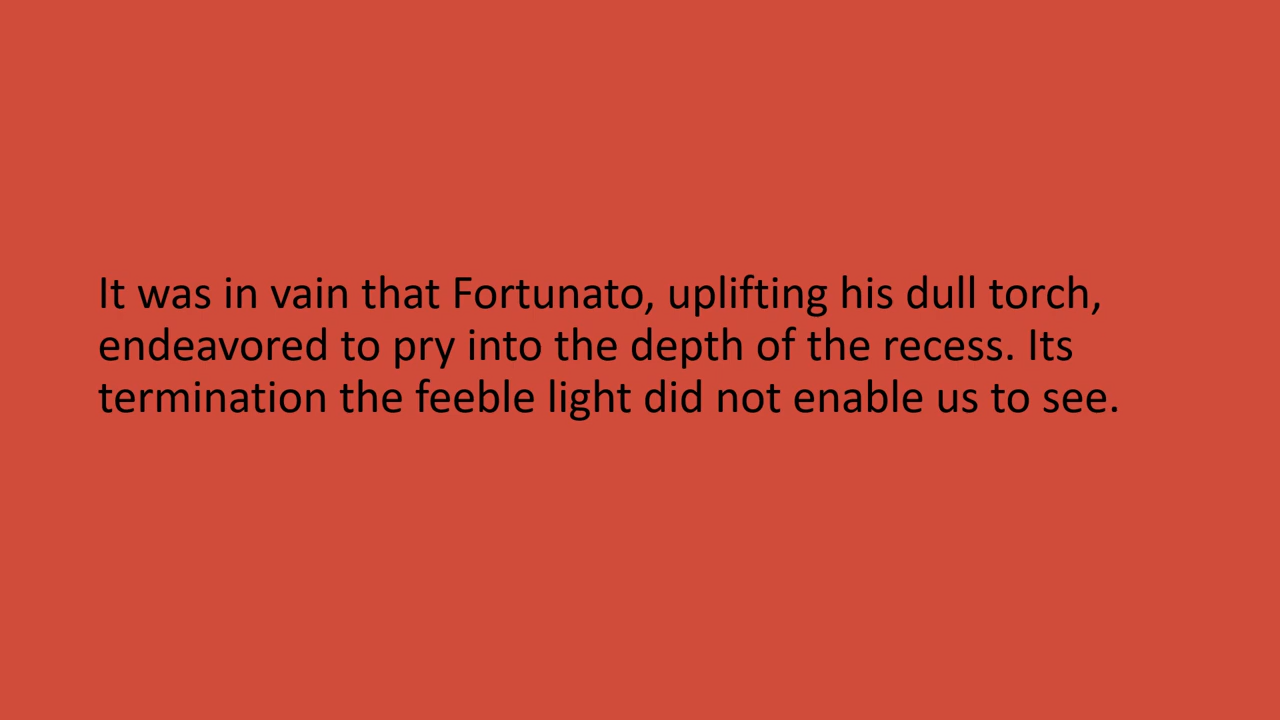 It was in vain that Fortunato, uplifting his dull torch,
endeavored to pry into the depth of the recess. Its
termination the feeble light did not enable us to see.